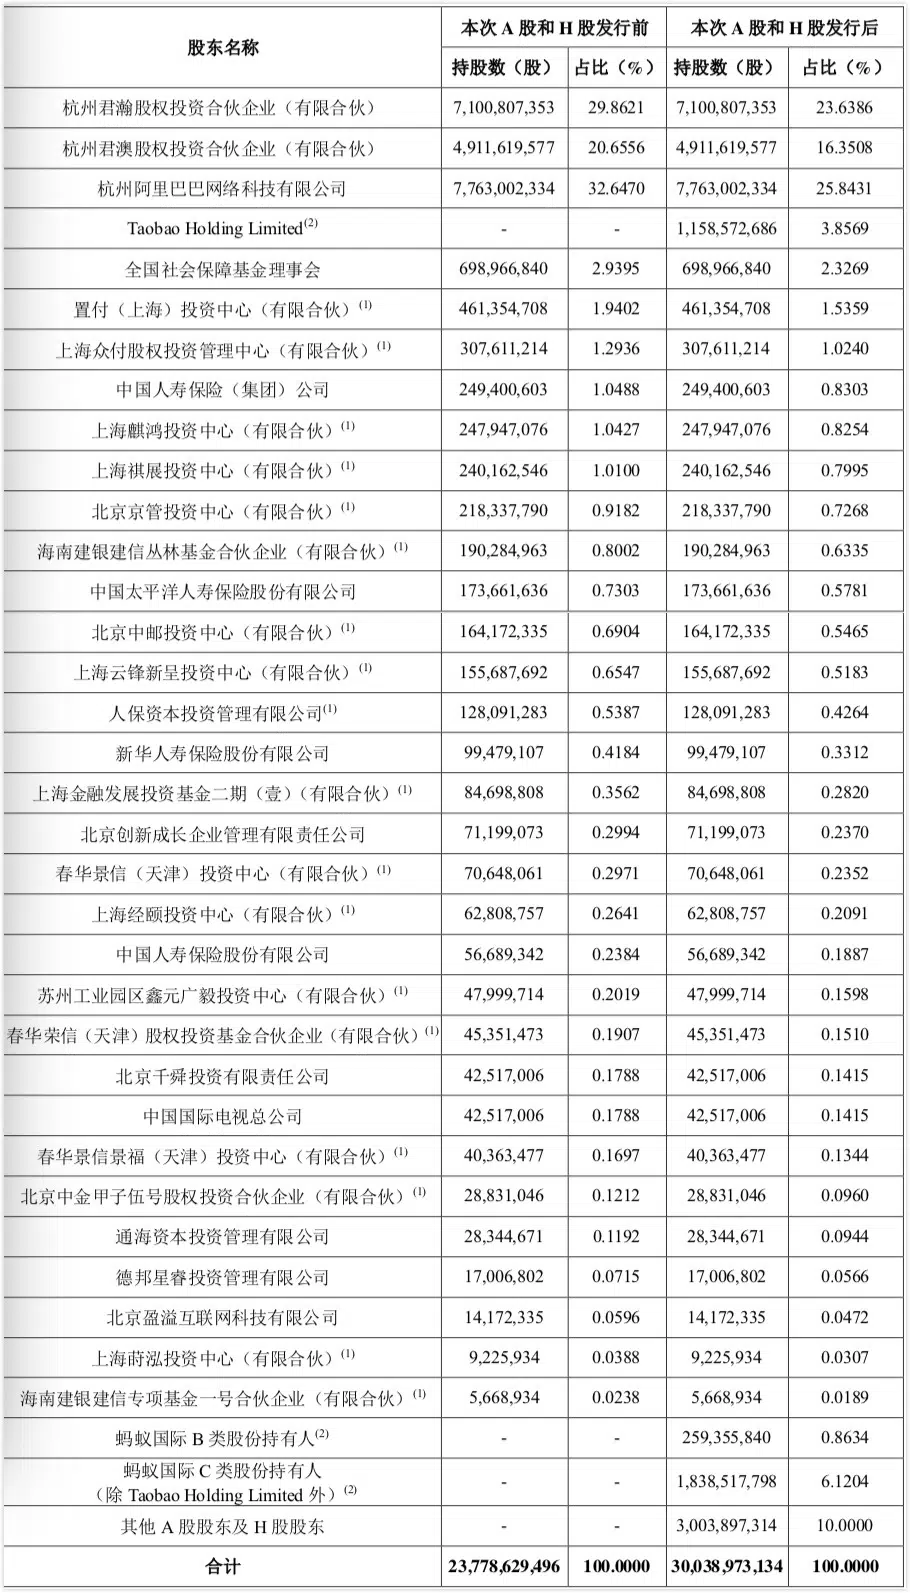 股东名称 本次 A 股和 H 股发行前 本次 A 股和 H 股发行后
持股数（股） 占比（%） 持股数（股） 占比（%）
杭州君瀚股权投资合伙企业（有限合伙） 7,100,807,353 29.8621 7,100,807,353 23.6386
杭州君澳股权投资合伙企业（有限合伙） 4,911,619,577 20.6556 4,911,619,577 16.3508
杭州阿里巴巴网络科技有限公司 7,763,002,334 32.6470 7,763,002,334 25.8431
Taobao Holding Limited(2) - - 1,158,572,686 3.8569
全国社会保障基金理事会 698,966,840 2.9395 698,966,840 2.3269
置付（上海）投资中心（有限合伙）(1) 461,354,708 1.9402 461,354,708 1.5359
上海众付股权投资管理中心（有限合伙）(1) 307,611,214 1.2936 307,611,214 1.0240
中国人寿保险（集团）公司 249,400,603 1.0488 249,400,603 0.8303
上海麒鸿投资中心（有限合伙）(1) 247,947,076 1.0427 247,947,076 0.8254
上海祺展投资中心（有限合伙）(1) 240,162,546 1.0100 240,162,546 0.7995
北京京管投资中心（有限合伙）(1) 218,337,790 0.9182 218,337,790 0.7268
海南建银建信丛林基金合伙企业（有限合伙）(1) 190,284,963 0.8002 190,284,963 0.6335
中国太平洋人寿保险股份有限公司 173,661,636 0.7303 173,661,636 0.5781
北京中邮投资中心（有限合伙）(1) 164,172,335 0.6904 164,172,335 0.5465
上海云锋新呈投资中心（有限合伙）(1) 155,687,692 0.6547 155,687,692 0.5183
人保资本投资管理有限公司(1) 128,091,283 0.5387 128,091,283 0.4264
新华人寿保险股份有限公司 99,479,107 0.4184 99,479,107 0.3312
上海金融发展投资基金二期（壹）（有限合伙）(1) 84,698,808 0.3562 84,698,808 0.2820
北京创新成长企业管理有限责任公司 71,199,073 0.2994 71,199,073 0.2370
春华景信（天津）投资中心（有限合伙）(1) 70,648,061 0.2971 70,648,061 0.2352
上海经颐投资中心（有限合伙）(1) 62,808,757 0.2641 62,808,757 0.2091
中国人寿保险股份有限公司 56,689,342 0.2384 56,689,342 0.1887
苏州工业园区鑫元广毅投资中心（有限合伙）(1) 47,999,714 0.2019 47,999,714 0.1598
春华荣信（天津）股权投资基金合伙企业（有限合伙）(1) 45,351,473 0.1907 45,351,473 0.1510
北京千舜投资有限责任公司 42,517,006 0.1788 42,517,006 0.1415
中国国际电视总公司 42,517,006 0.1788 42,517,006 0.1415
春华景信景福（天津）投资中心（有限合伙）(1) 40,363,477 0.1697 40,363,477 0.1344
北京中金甲子伍号股权投资合伙企业（有限合伙）(1) 28,831,046 0.1212 28,831,046 0.0960
通海资本投资管理有限公司 28,344,671 0.1192 28,344,671 0.0944
德邦星睿投资管理有限公司 17,006,802 0.0715 17,006,802 0.0566
北京盈溢互联网科技有限公司 14,172,335 0.0596 14,172,335 0.0472
上海莳泓投资中心（有限合伙）(1) 9,225,934 0.0388 9,225,934 0.0307
海南建银建信专项基金一号合伙企业（有限合伙）(1) 5,668,934 0.0238 5,668,934 0.0189
蚂蚁国际 B 类股份持有人(2) - - 259,355,840 0.8634
蚂蚁国际 C 类股份持有人
（除 Taobao Holding Limited 外）(2) - - 1,838,517,798 6.1204
其他 A 股股东及 H 股股东 - - 3,003,897,314 10.0000
合计 23,778,629,496 100.0000 30,038,973,134 100.0000